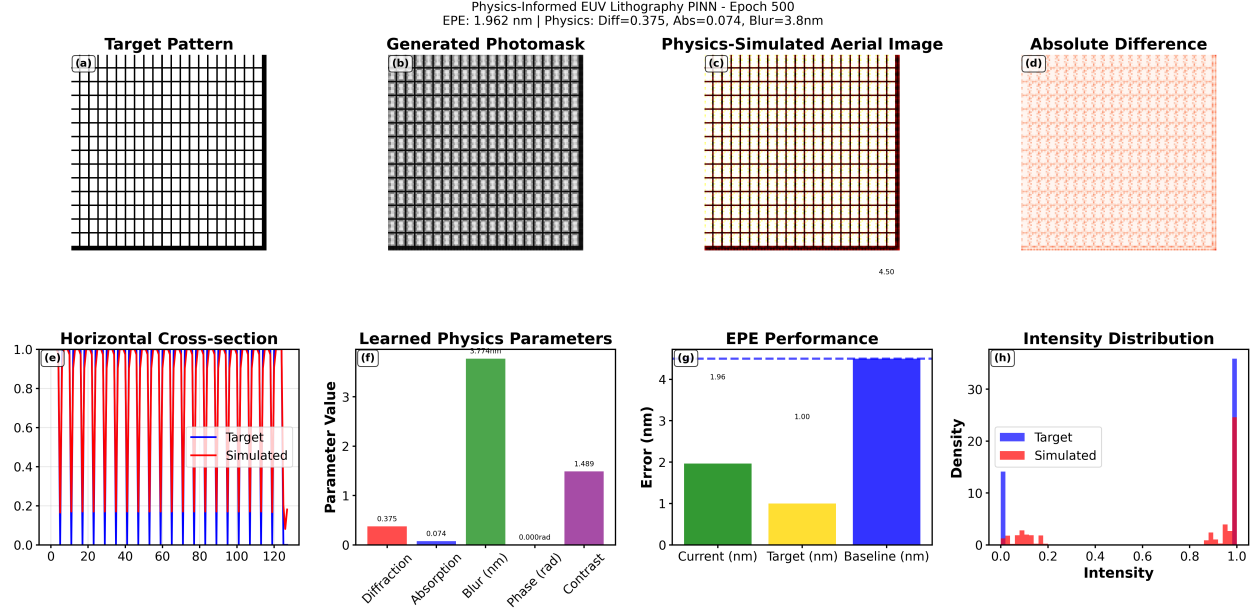 Physics-Informed EUV Lithography PINN - Epoch 500
EPE: 1.962 nm | Physics: Diff=0.375, Abs=0.074, Blur=3.8nm
Target Pattern
(a)
Generated Photomask
(b)
Physics-Simulated Aerial Image
(c)
Absolute Difference
(d)
4.50
Horizontal Cross-section
(e)
1.0
0.8
0.6
0.4
0.2
0.0
0 20 40 60 80 100 120
Target
Simulated
Learned Physics Parameters
(f)
Parameter Value
3
2
1
0
0.375
0.074
3.774nm
0.000rad
1.489
Diffraction
Absorption
Blur (nm)
Phase (rad)
Contrast
EPE Performance
(g)
Error (nm)
4
3
2
1
0
1.96
1.00
Current (nm) Target (nm) Baseline (nm)
Intensity Distribution
(h)
Density
30
20
10
0
Target
Simulated
0.0 0.2 0.4 0.6 0.8 1.0
Intensity